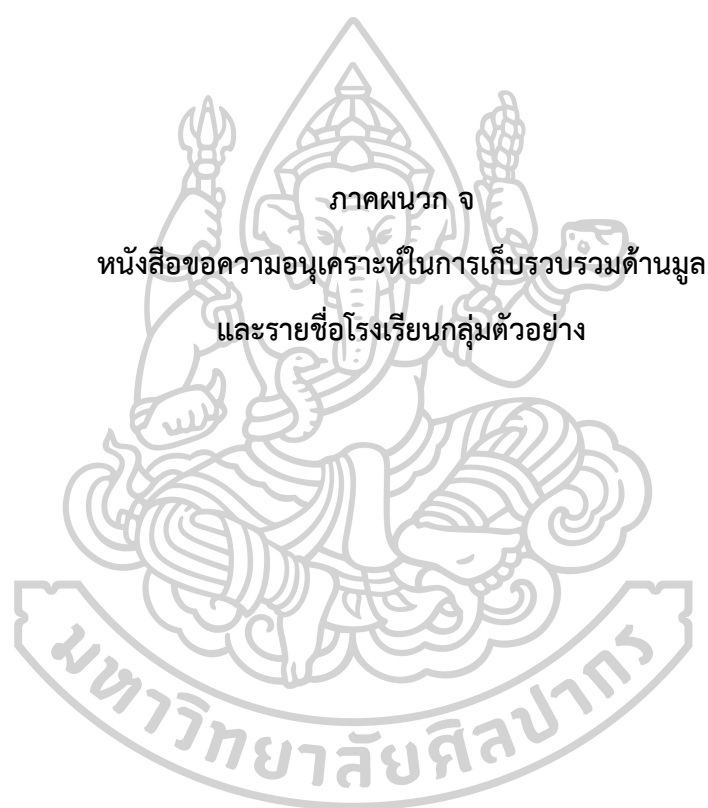 ภาคผนวก จ
หนังสือขอความอนุเคราะห์ในการเก็บรวบรวมด้านมูล
และรายชื่อโรงเรียนกลุ่มตัวอย่าง
มหาวิทยาลัยศิลปากร